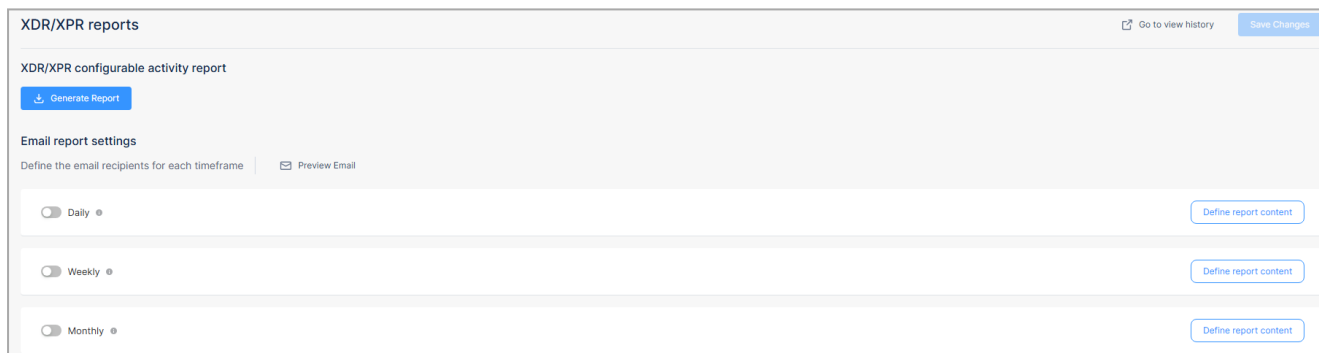 XDR/XPR reports
Go to view history
Save Changes
XDR/XPR configurable activity report
Generate Report
Email report settings
Define the email recipients for each timeframe
Preview Email
Daily
Define report content
Weekly
Define report content
Monthly
Define report content